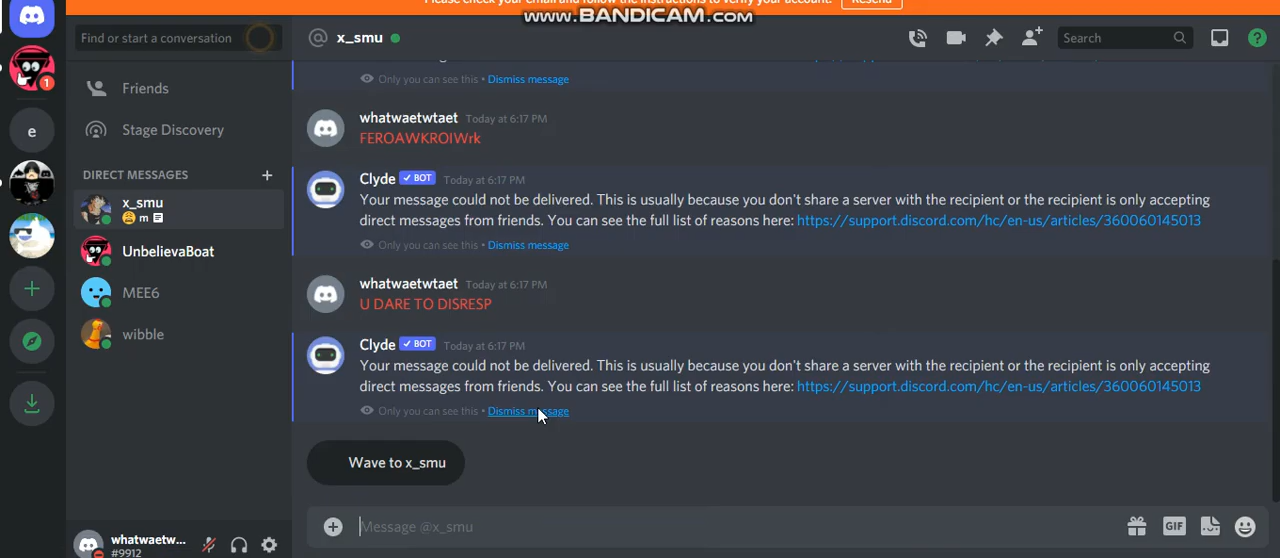 Please check your email and follow the instructions to verify your account. Resend
www.BANDICAM.com
Find or start a conversation
x_smu
Search
1
Friends
e
Stage Discovery
DIRECT MESSAGES
x_smu
m
UnbelievaBoat
MEE6
wibble
whatwaetw...
#9912
Only you can see this • Dismiss message
whatwaetwtaet Today at 6:17 PM
FEROAWKROIWrk
Clyde BOT Today at 6:17 PM
Your message could not be delivered. This is usually because you don't share a server with the recipient or the recipient is only accepting
direct messages from friends. You can see the full list of reasons here: https://support.discord.com/hc/en-us/articles/360060145013
Only you can see this • Dismiss message
whatwaetwtaet Today at 6:17 PM
U DARE TO DISRESP
Clyde BOT Today at 6:17 PM
Your message could not be delivered. This is usually because you don't share a server with the recipient or the recipient is only accepting
direct messages from friends. You can see the full list of reasons here: https://support.discord.com/hc/en-us/articles/360060145013
Only you can see this • Dismiss message
Wave to x_smu
Message @x_smu
GIF